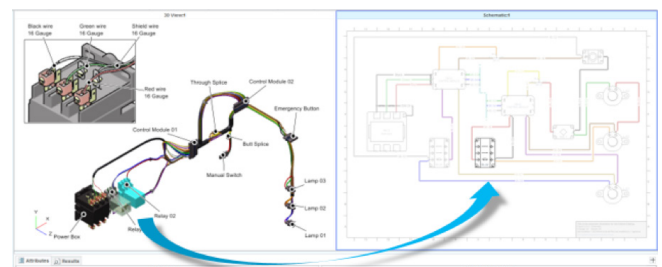 3D Views1
Schematic1
Black wire
16 Gauge
Green wire
16 Gauge
Shield wire
16 Gauge
Red wire
16 Gauge
Through Splice
Control Module 02
Emergency Button
Control Module 01
Butt Splice
Manual Switch
Lamp 03
Lamp 02
Lamp 01
Relay 02
Relay
Power Box
Attributes
Results